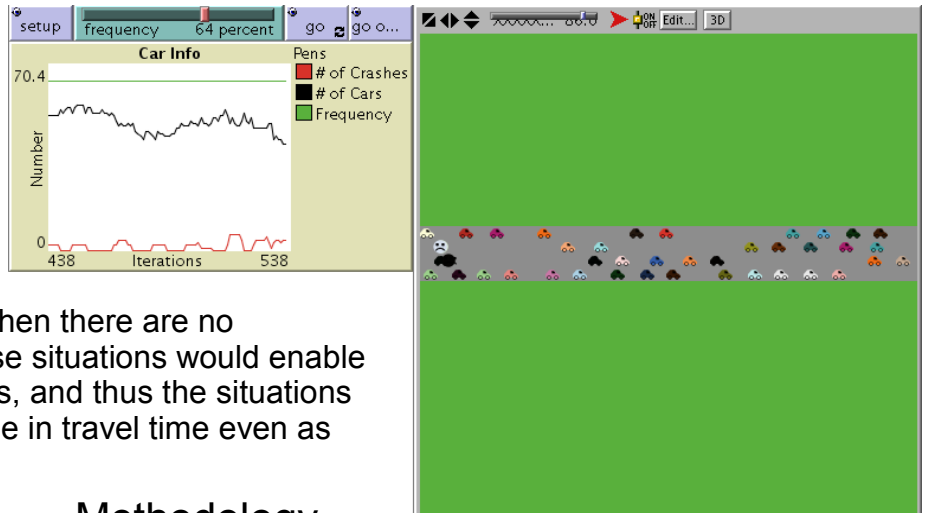 setup
frequency 64 percent
go
go o...
Car Info
Pens
70.4
# of Crashes
# of Cars
Frequency
Number
0
438 Iterations 538
ON
OFF
Edit...
3D
hen there are no
se situations would enable
s, and thus the situations
e in travel time even as
Methodology